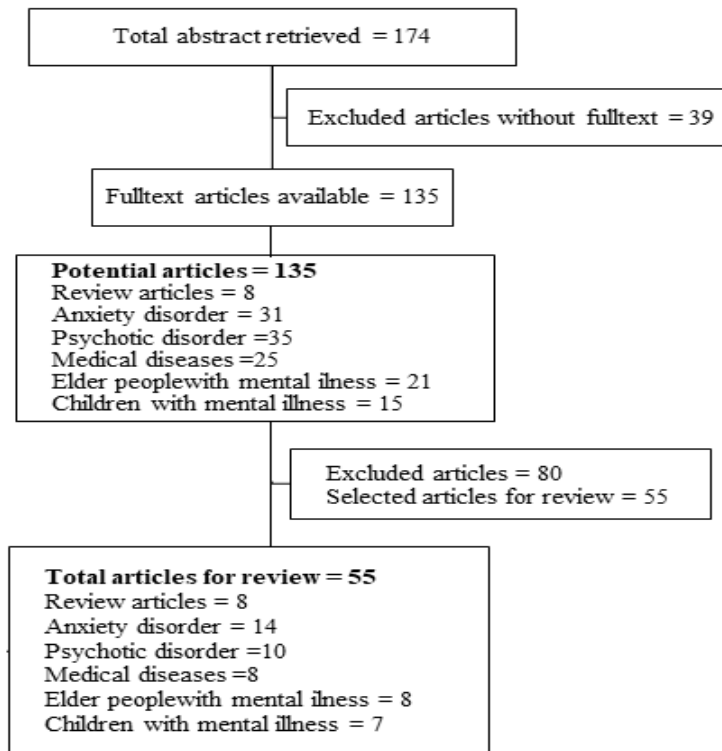 Total abstract retrieved = 174
Excluded articles without fulltext = 39
Fulltext articles available = 135
Potential articles = 135
Review articles = 8
Anxiety disorder = 31
Psychotic disorder =35
Medical diseases =25
Elder peoplewith mental ilness = 21
Children with mental illness = 15
Excluded articles = 80
Selected articles for review = 55
Total articles for review = 55
Review articles = 8
Anxiety disorder = 14
Psychotic disorder =10
Medical diseases =8
Elder peoplewith mental ilness = 8
Children with mental illness = 7